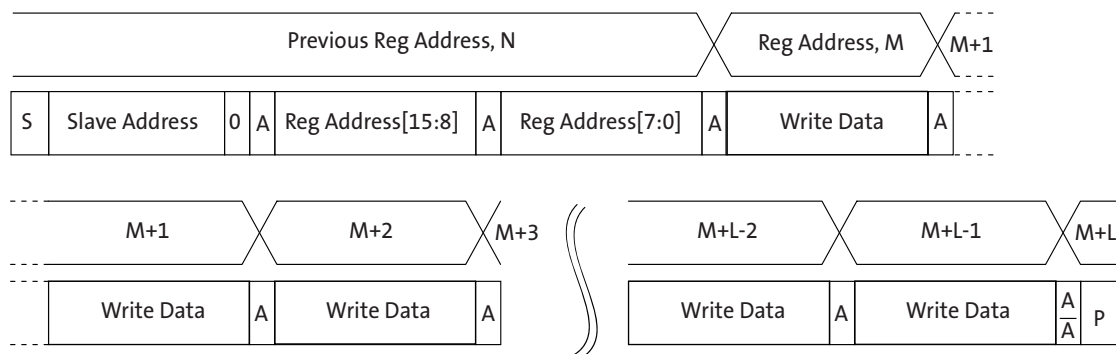 Previous Reg Address, N Reg Address, M M+1
S Slave Address 0 A Reg Address[15:8] A Reg Address[7:0] A Write Data A
M+1 M+2 M+3 M+L-2 M+L-1 M+L
Write Data A Write Data A Write Data A Write Data A P
A